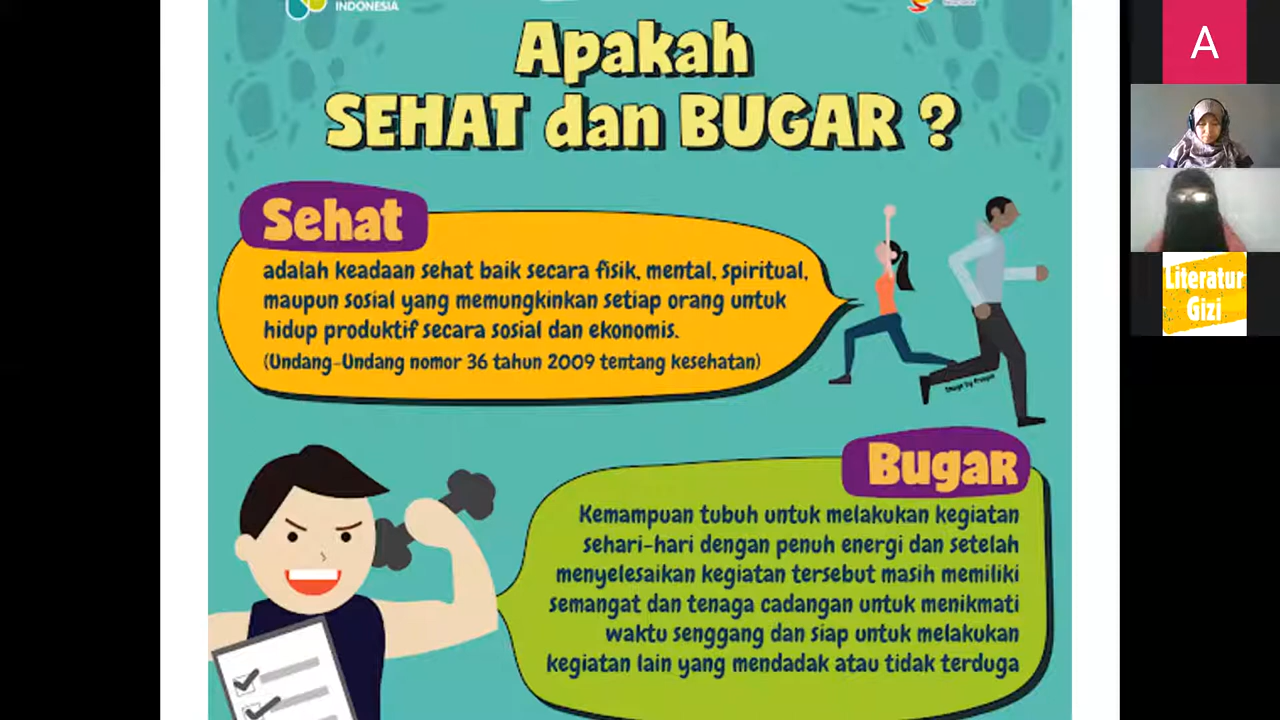 INDONESIA
Apakah
SEHAT dan BUGAR ?
Sehat
adalah keadaan sehat baik secara fisik, mental, spiritual,
maupun sosial yang memungkinkan setiap orang untuk
hidup produktif secara sosial dan ekonomis.
(Undang-Undang nomor 36 tahun 2009 tentang kesehatan)
Image by Freepik
Bugar
Kemampuan tubuh untuk melakukan kegiatan
sehari-hari dengan penuh energi dan setelah
menyelesaikan kegiatan tersebut masih memiliki
semangat dan tenaga cadangan untuk menikmati
waktu senggang dan siap untuk melakukan
kegiatan lain yang mendadak atau tidak terduga
A
Literatur
Gizi